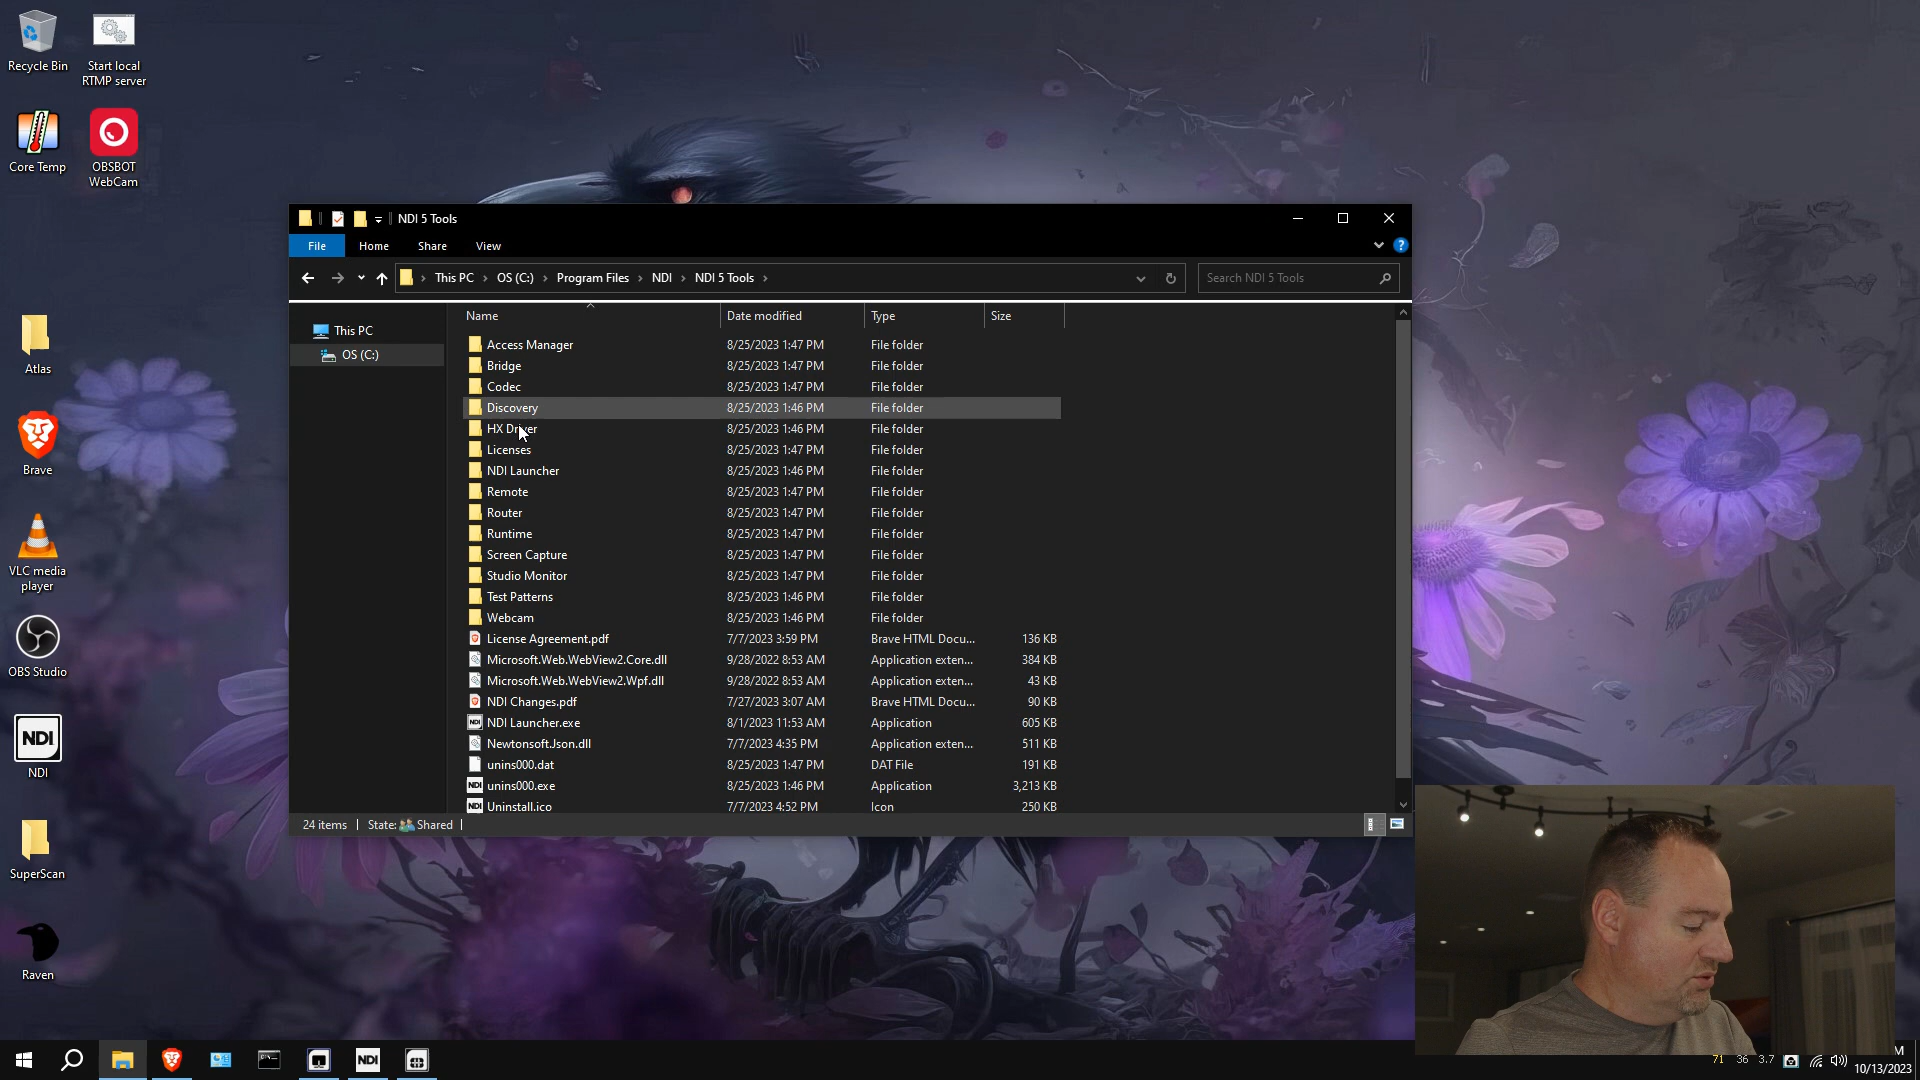 Recycle Bin
Start local
RTMP server
Core Temp
OBSBOT
WebCam
Atlas
Brave
VLC media
player
OBS Studio
NDI
NDI
SuperScan
Raven
NDI 5 Tools
File Home Share View
This PC OS (C:) Program Files NDI NDI 5 Tools
Search NDI 5 Tools
This PC
OS (C:)
Name Date modified Type Size
Access Manager 8/25/2023 1:47 PM File folder
Bridge 8/25/2023 1:47 PM File folder
Codec 8/25/2023 1:47 PM File folder
Discovery 8/25/2023 1:46 PM File folder
HX Driver 8/25/2023 1:46 PM File folder
Licenses 8/25/2023 1:47 PM File folder
NDI Launcher 8/25/2023 1:46 PM File folder
Remote 8/25/2023 1:47 PM File folder
Router 8/25/2023 1:47 PM File folder
Runtime 8/25/2023 1:47 PM File folder
Screen Capture 8/25/2023 1:47 PM File folder
Studio Monitor 8/25/2023 1:47 PM File folder
Test Patterns 8/25/2023 1:46 PM File folder
Webcam 8/25/2023 1:46 PM File folder
License Agreement.pdf 7/7/2023 3:59 PM Brave HTML Docu... 136 KB
Microsoft.Web.WebView2.Core.dll 9/28/2022 8:53 AM Application exten... 384 KB
Microsoft.Web.WebView2.Wpf.dll 9/28/2022 8:53 AM Application exten... 43 KB
NDI Changes.pdf 7/27/2023 3:07 AM Brave HTML Docu... 90 KB
NDI Launcher.exe 8/1/2023 11:53 AM Application 605 KB
Newtonsoft.Json.dll 7/7/2023 4:35 PM Application exten... 511 KB
unins000.dat 8/25/2023 1:47 PM DAT File 191 KB
unins000.exe 8/25/2023 1:46 PM Application 3,213 KB
Uninstall.ico 7/7/2023 4:52 PM Icon 250 KB
24 items State: Shared
NDI
71 36 3.7
M
10/13/2023